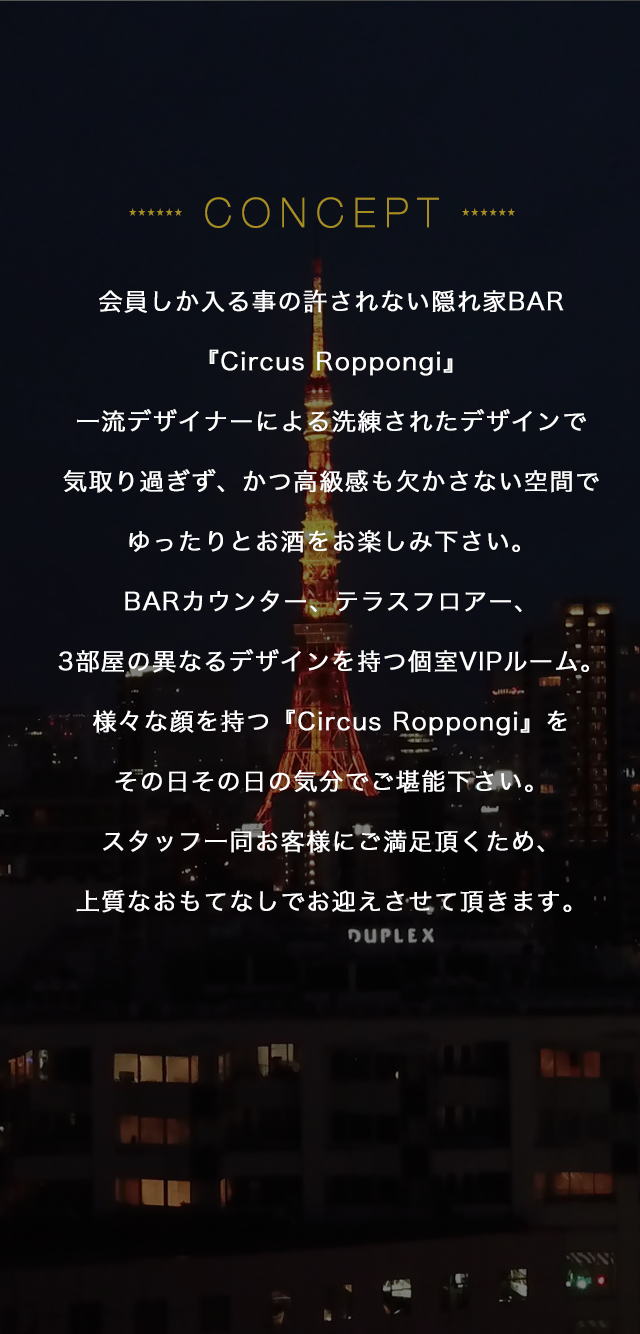 ****** CONCEPT ******
会員しか入る事の許されない隠れ家BAR
『Circus Roppongi』
一流デザイナーによる洗練されたデザインで
気取り過ぎず、かつ高級感も欠かさない空間で
ゆったりとお酒をお楽しみ下さい。
BARカウンター、テラスフロアー、
3部屋の異なるデザインを持つ個室VIPルーム。
様々な顔を持つ『Circus Roppongi』を
その日その日の気分でご堪能下さい。
スタッフ一同お客様にご満足頂くため、
上質なおもてなしでお迎えさせて頂きます。
DUPLEX